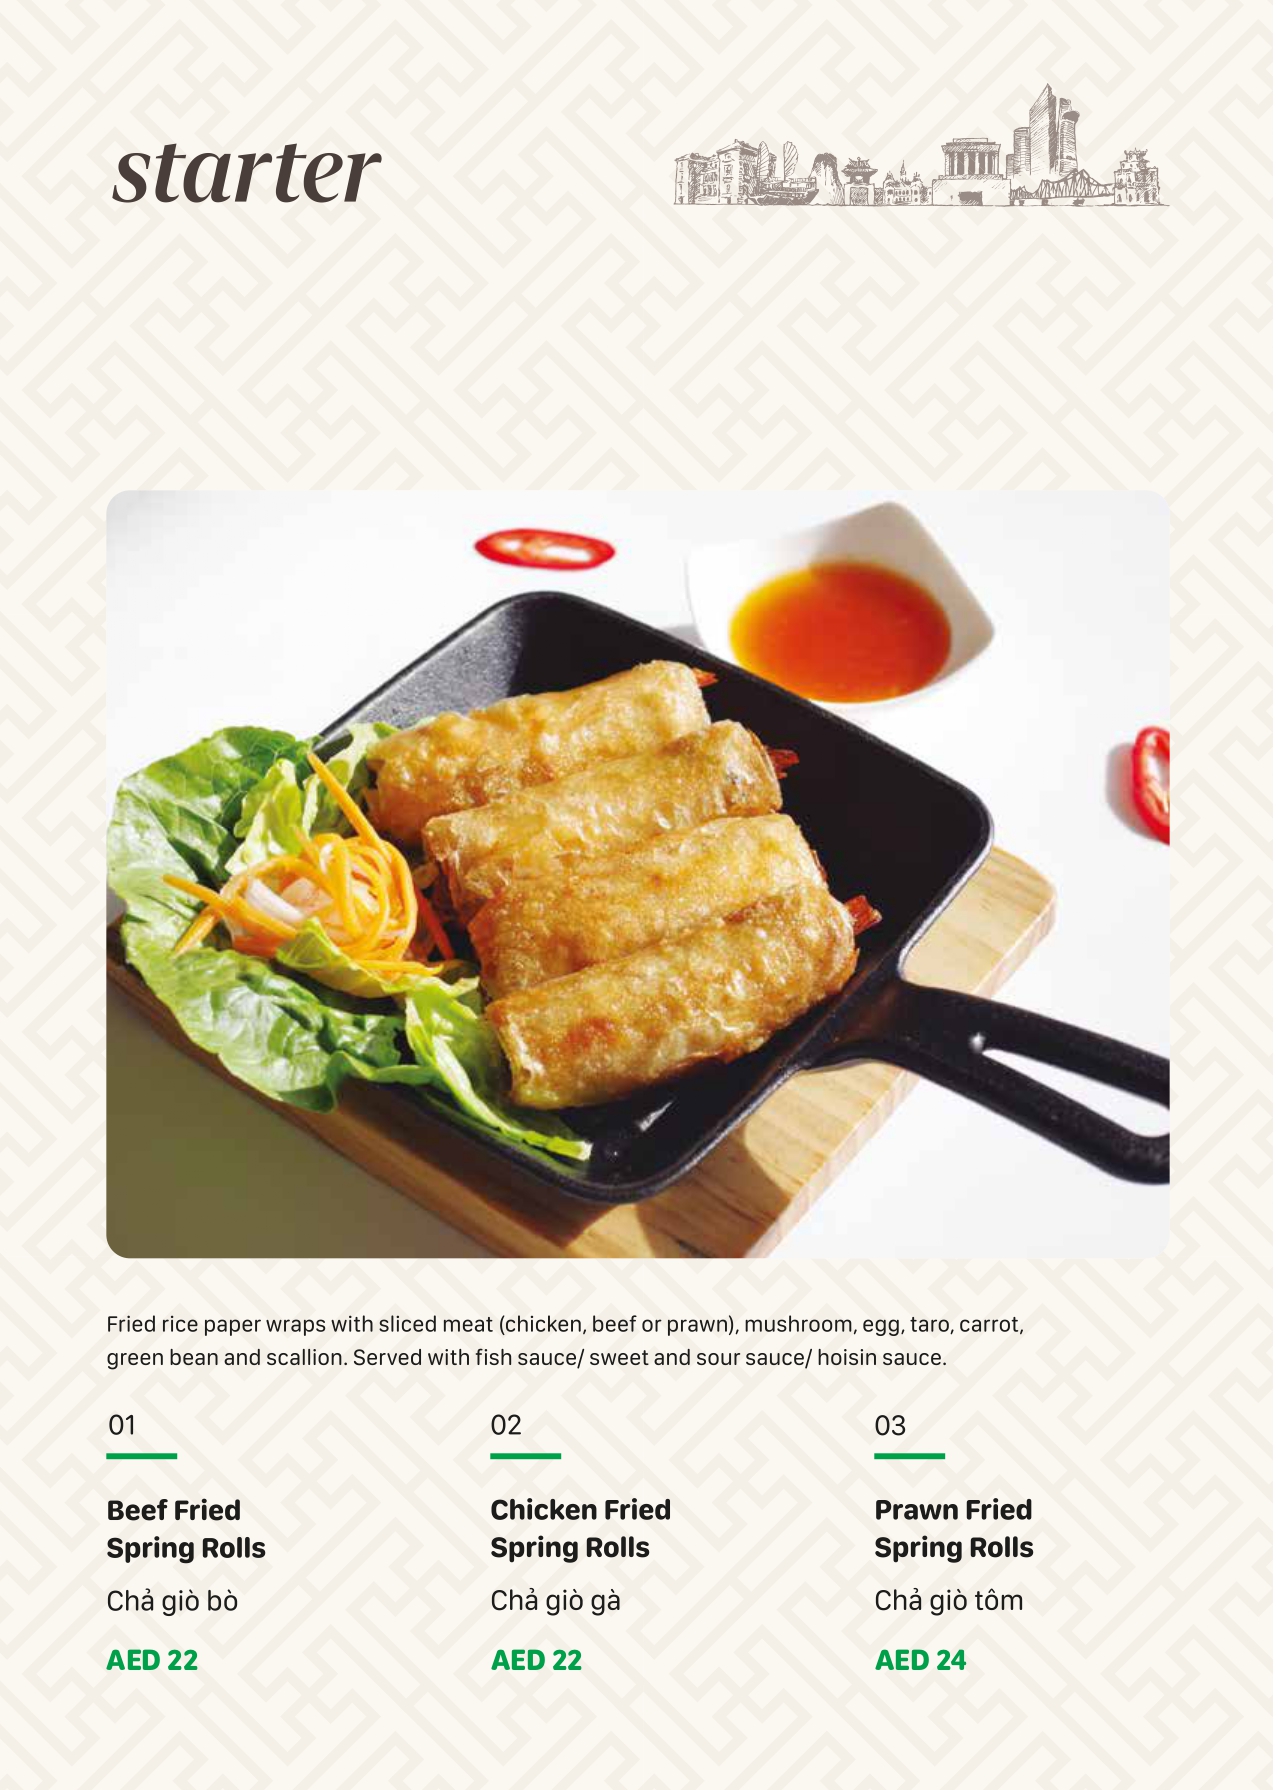 starter
Fried rice paper wraps with sliced meat (chicken, beef or prawn), mushroom, egg, taro, carrot,
green bean and scallion. Served with fish sauce/ sweet and sour sauce/ hoisin sauce.
01
Beef Fried
Spring Rolls
Chả giò bò
AED 22
02
Chicken Fried
Spring Rolls
Chả giò gà
AED 22
03
Prawn Fried
Spring Rolls
Chả giò tôm
AED 24